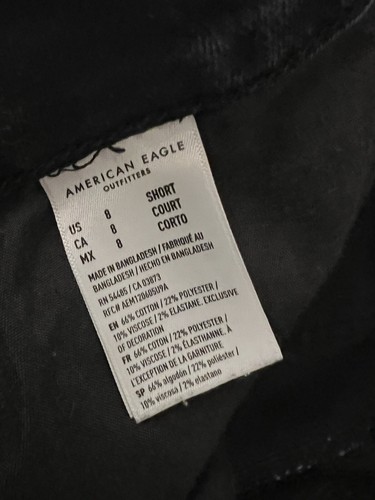 AMERICAN EAGLE
OUTFITTERS
US 8 SHORT
CA 8 COURT
MX 8 CORTO
MADE IN BANGLADESH / FABRIQUÉ AU
BANGLADESH / HECHO EN BANGLADESH
RN 54485 / CA 03873
RFC# AEM1206059U9A
EN 66% COTTON / 22% POLYESTER /
10% VISCOSE / 2% ELASTANE. EXCLUSIVE
OF DECORATION
FR 66% COTON / 22% POLYESTER /
10% VISCOSE / 2% ÉLASTHANNE. À
L'EXCEPTION DE LA GARNITURE
SP 66% algodón / 22% poliéster /
10% viscosa / 2% elastano